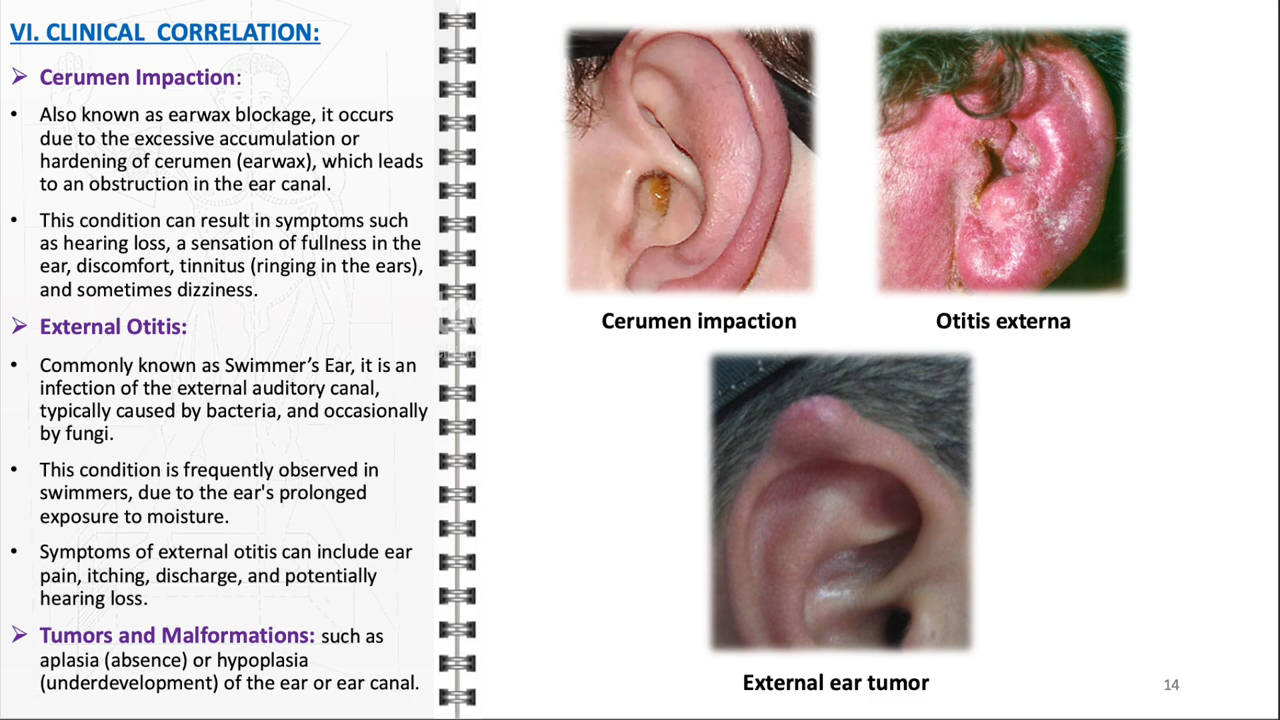 VI. CLINICAL CORRELATION:
➢ Cerumen Impaction:
• Also known as earwax blockage, it occurs
due to the excessive accumulation or
hardening of cerumen (earwax), which leads
to an obstruction in the ear canal.
• This condition can result in symptoms such
as hearing loss, a sensation of fullness in the
ear, discomfort, tinnitus (ringing in the ears),
and sometimes dizziness.
➢ External Otitis:
• Commonly known as Swimmer’s Ear, it is an
infection of the external auditory canal,
typically caused by bacteria, and occasionally
by fungi.
• This condition is frequently observed in
swimmers, due to the ear's prolonged
exposure to moisture.
• Symptoms of external otitis can include ear
pain, itching, discharge, and potentially
hearing loss.
➢ Tumors and Malformations: such as
aplasia (absence) or hypoplasia
(underdevelopment) of the ear or ear canal.
Cerumen impaction
Otitis externa
External ear tumor
14